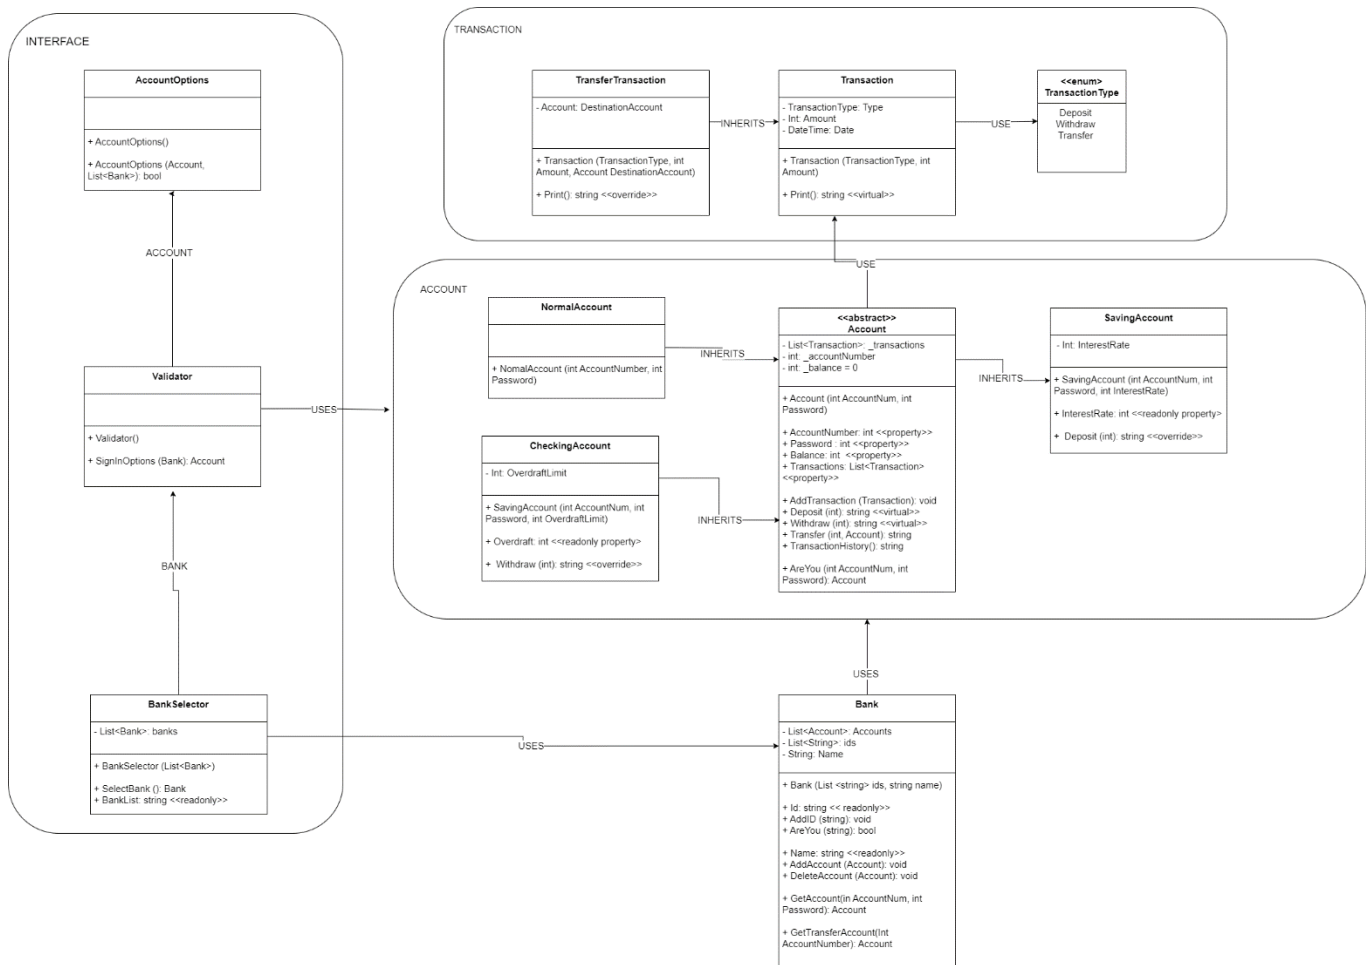 INTERFACE
AccountOptions
+ AccountOptions()
+ AccountOptions (Account,
List<Bank>): bool
ACCOUNT
Validator
+ Validator()
+ SignInOptions (Bank): Account
BANK
BankSelector
- List<Bank>: banks
+ BankSelector (List<Bank>)
+ SelectBank (): Bank
+ BankList: string <<readonly>>
USES
USES
TRANSACTION
TransferTransaction
- Account: DestinationAccount
+ Transaction (TransactionType, int
Amount, Account DestinationAccount)
+ Print(): string <<override>>
INHERITS
Transaction
- TransactionType: Type
- Int: Amount
- DateTime: Date
+ Transaction (TransactionType, int
Amount)
+ Print(): string <<virtual>>
USE
<<enum>>
TransactionType
Deposit
Withdraw
Transfer
USE
ACCOUNT
NormalAccount
+ NomalAccount (int AccountNumber, int
Password)
INHERITS
CheckingAccount
- Int: OverdraftLimit
+ SavingAccount (int AccountNum, int
Password, int OverdraftLimit)
+ Overdraft: int <<readonly property>
+ Withdraw (int): string <<override>>
INHERITS
<<abstract>>
Account
- List<Transaction>: _transactions
- int: _accountNumber
- int: _balance = 0
+ Account (int AccountNum, int
Password)
+ AccountNumber: int <<property>>
+ Password : int <<property>>
+ Balance: int <<property>>
+ Transactions: List<Transaction>
<<property>>
+ AddTransaction (Transaction): void
+ Deposit (int): string <<virtual>>
+ Withdraw (int): string <<virtual>>
+ Transfer (int, Account): string
+ TransactionHistory(): string
+ AreYou (int AccountNum, int
Password): Account
INHERITS
SavingAccount
- Int: InterestRate
+ SavingAccount (int AccountNum, int
Password, int InterestRate)
+ InterestRate: int <<readonly property>
+ Deposit (int): string <<override>>
USES
Bank
- List<Account>: Accounts
- List<String>: ids
- String: Name
+ Bank (List <string> ids, string name)
+ Id: string << readonly>>
+ AddID (string): void
+ AreYou (string): bool
+ Name: string <<readonly>>
+ AddAccount (Account): void
+ DeleteAccount (Account): void
+ GetAccount(in AccountNum, int
Password): Account
+ GetTransferAccount(Int
AccountNumber): Account